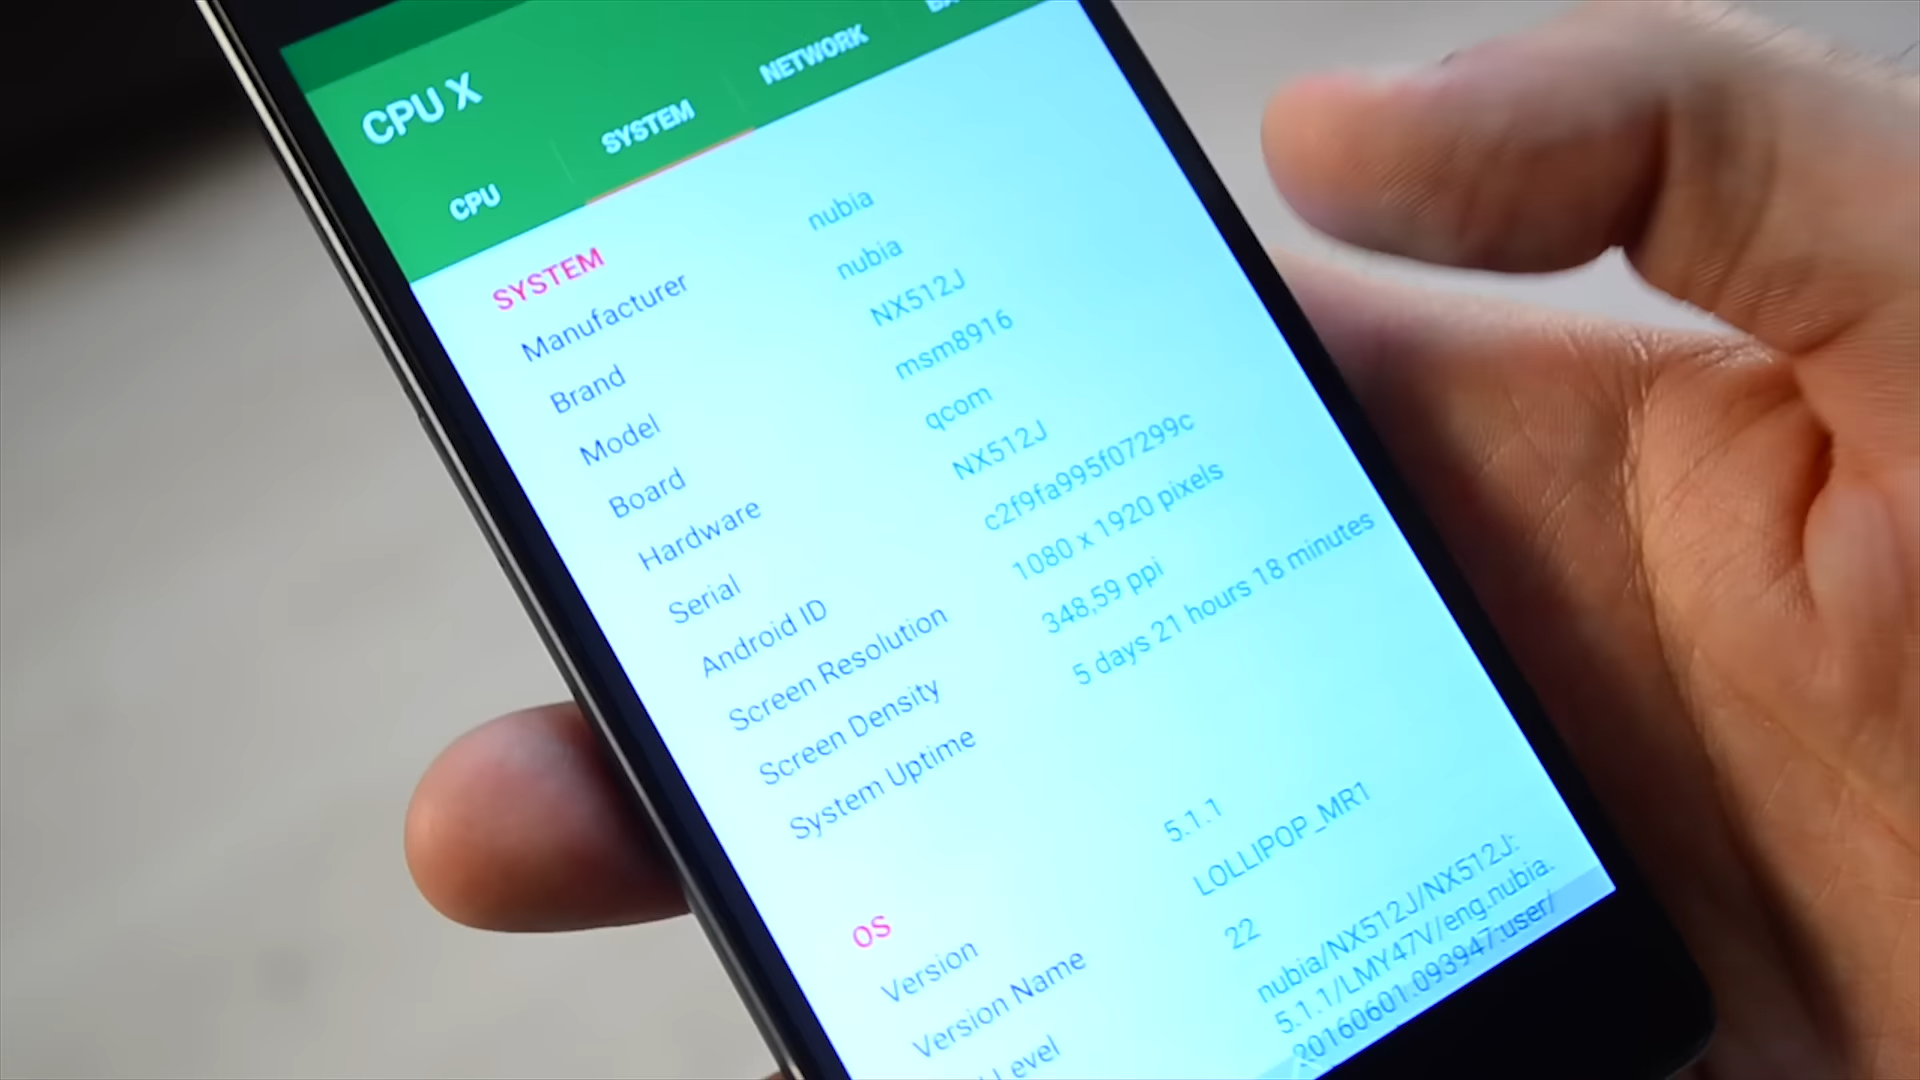 CPU X
CPU SYSTEM NETWORK
SYSTEM
Manufacturer nubia
Brand nubia
Model NX512J
Board msm8916
Hardware qcom
Serial NX512J
Android ID c2f9fa995f07299c
Screen Resolution 1080 x 1920 pixels
Screen Density 348,59 ppi
System Uptime 5 days 21 hours 18 minutes
OS
Version 5.1.1
Version Name LOLLIPOP_MR1
Level 22
nubia/NX512J/NX512J:
5.1.1/LMY47V/eng.nubia.
20160601.093947:user/